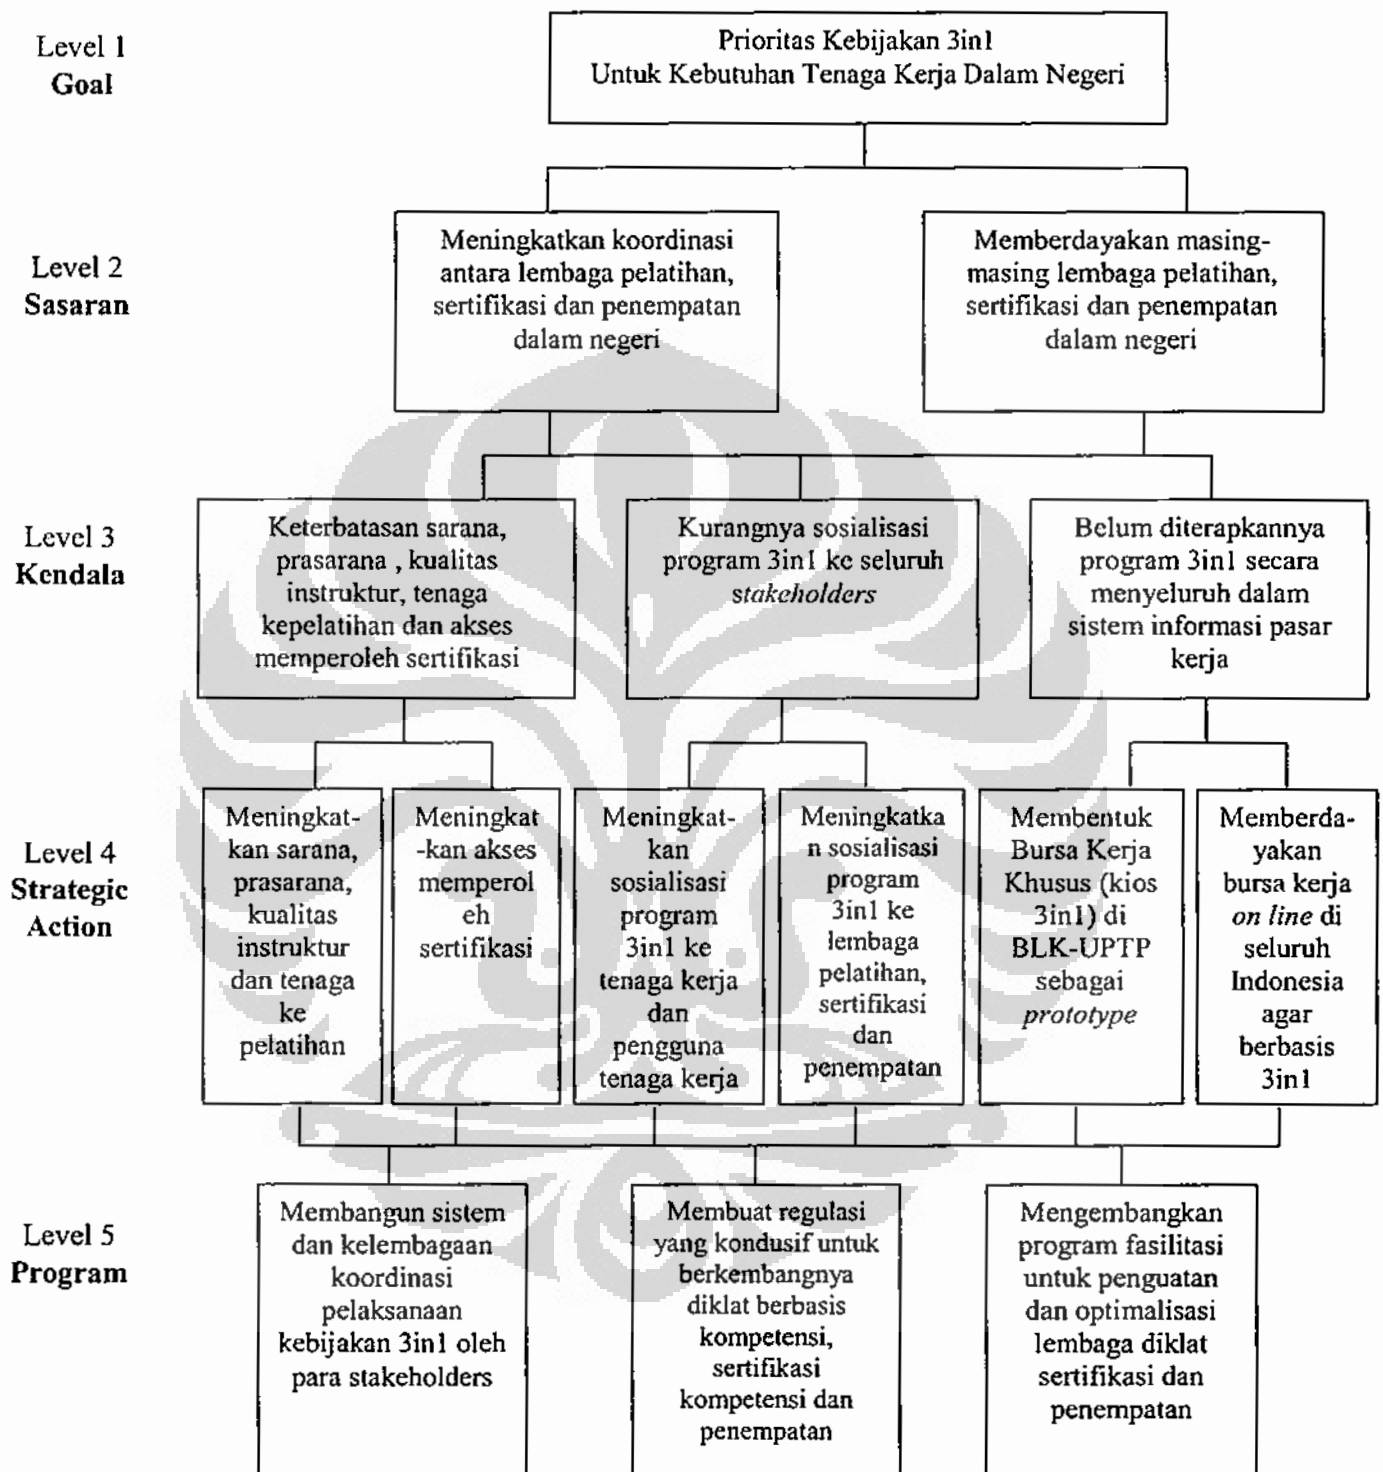 Level 1
Goal
Prioritas Kebijakan 3in1
Untuk Kebutuhan Tenaga Kerja Dalam Negeri
Level 2
Sasaran
Meningkatkan koordinasi
antara lembaga pelatihan,
sertifikasi dan penempatan
dalam negeri
Memberdayakan masing-
masing lembaga pelatihan,
sertifikasi dan penempatan
dalam negeri
Level 3
Kendala
Keterbatasan sarana,
prasarana , kualitas
instruktur, tenaga
kepelatihan dan akses
memperoleh sertifikasi
Kurangnya sosialisasi
program 3in1 ke seluruh
stakeholders
Belum diterapkannya
program 3in1 secara
menyeluruh dalam
sistem informasi pasar
kerja
Level 4
Strategic
Action
Meningkat-
kan sarana,
prasarana,
kualitas
instruktur
dan tenaga
ke
pelatihan
Meningkat
-kan akses
memperol
eh
sertifikasi
Meningkat-
kan
sosialisasi
program
3in1 ke
tenaga kerja
dan
pengguna
tenaga kerja
Meningkatka
n sosialisasi
program
3in1 ke
lembaga
pelatihan,
sertifikasi
dan
penempatan
Membentuk
Bursa Kerja
Khusus (kios
3in1) di
BLK-UPTP
sebagai
prototype
Memberda-
yakan
bursa kerja
on line di
seluruh
Indonesia
agar
berbasis
3in1
Level 5
Program
Membangun sistem
dan kelembagaan
koordinasi
pelaksanaan
kebijakan 3in1 oleh
para stakeholders
Membuat regulasi
yang kondusif untuk
berkembangnya
diklat berbasis
kompetensi,
sertifikasi
kompetensi dan
penempatan
Mengembangkan
program fasilitasi
untuk penguatan
dan optimalisasi
lembaga diklat
sertifikasi dan
penempatan